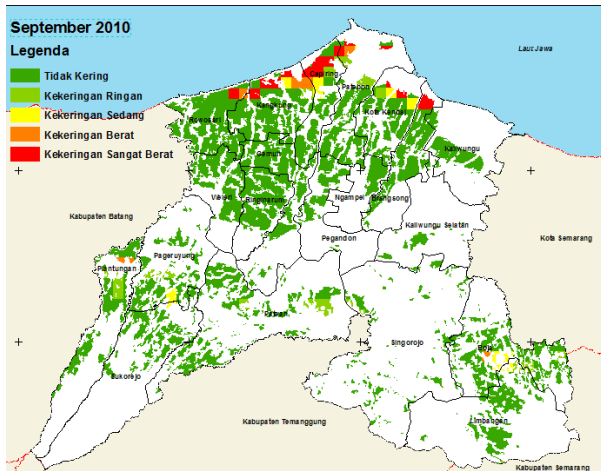 September 2010
Legenda
Tidak Kering
Kekeringan Ringan
Kekeringan Sedang
Kekeringan Berat
Kekeringan Sangat Berat
Laut Jawa
Cepiring
Patebon
Kangkung
Kota Kendal
Rowosari
Gemuh
Kaliwungu
Weleri
Ringinarum
Ngampel
Brangsong
Kabupaten Batang
Kaliwungu Selatan
Pegandon
Kota Semarang
Pageruyung
Plantungan
Patean
Singorojo
Boja
Sukorejo
Limbangan
Kabupaten Temanggung
Kabupaten Semarang